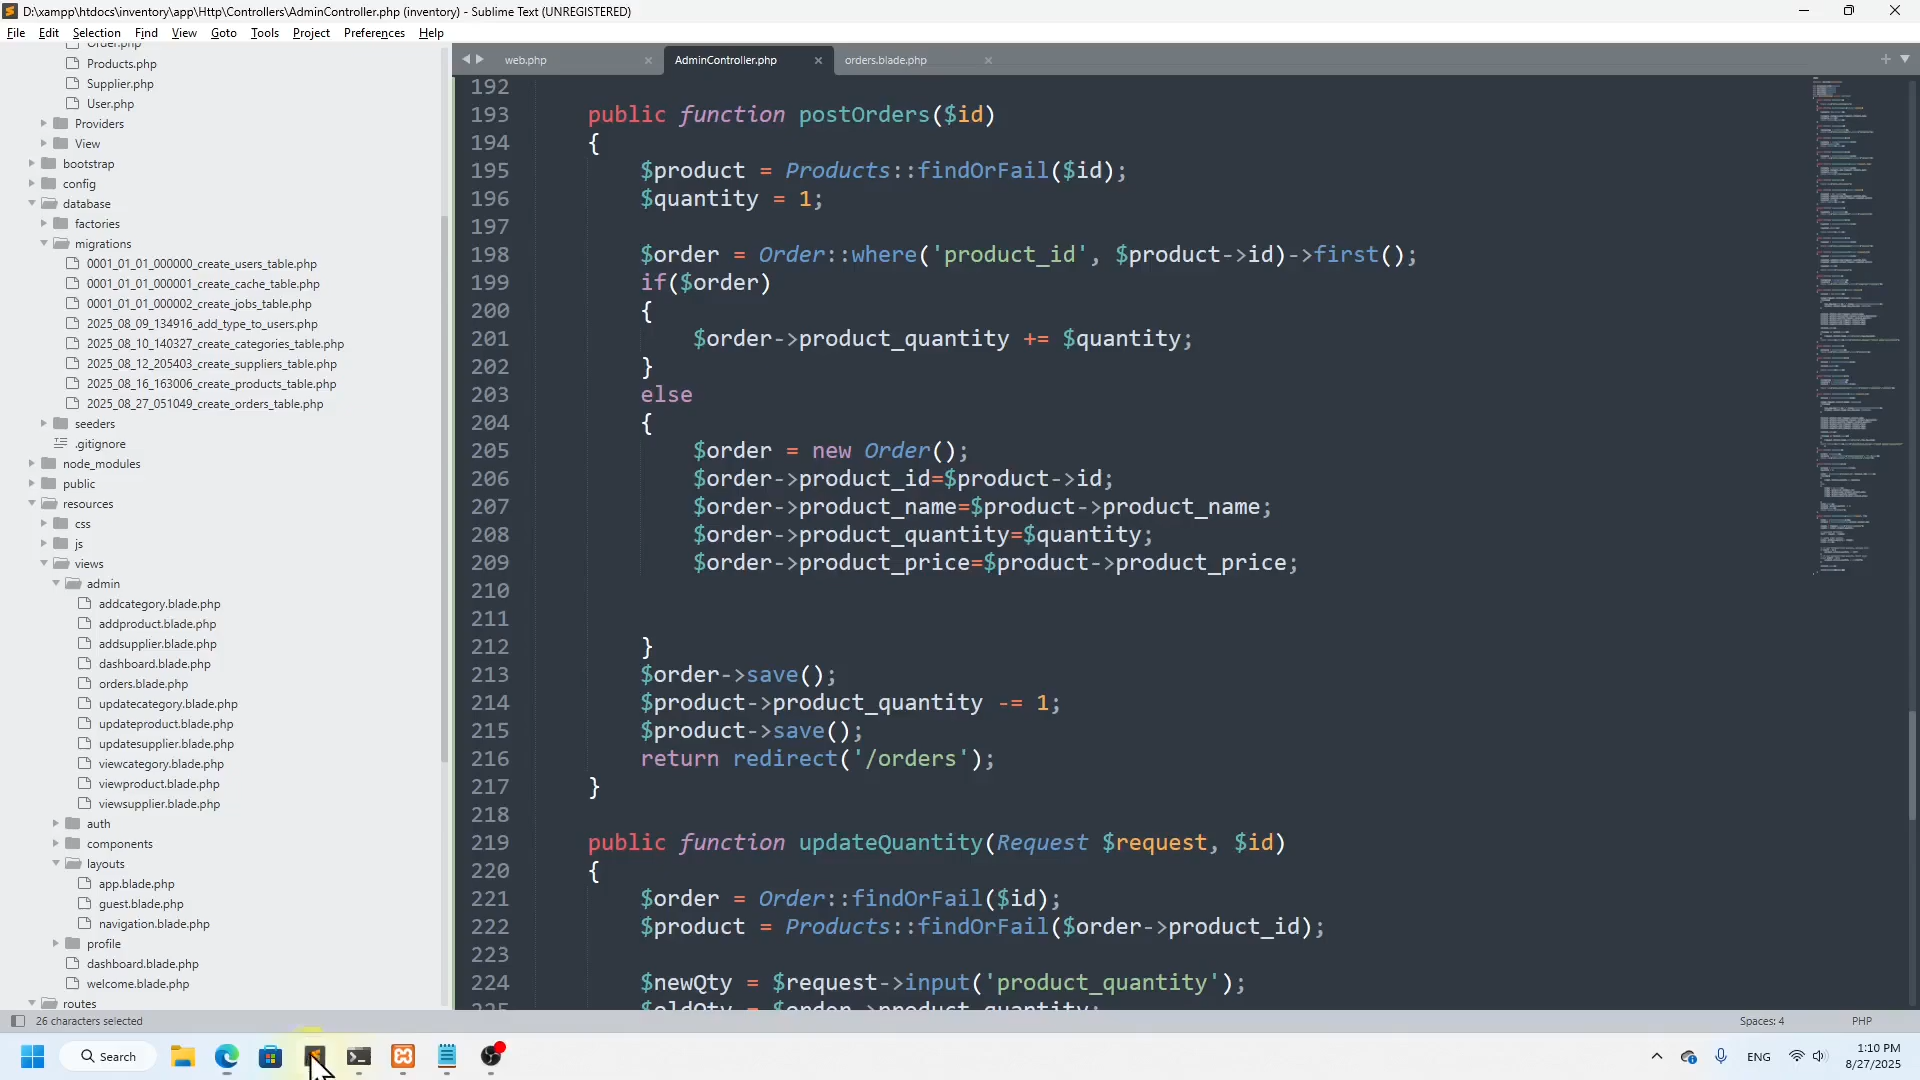 D:\xampp\htdocs\inventory\app\Http\Controllers\AdminController.php (inventory) - Sublime Text (UNREGISTERED)
File Edit Selection Find View Goto Tools Project Preferences Help
Order.php
Products.php
Supplier.php
User.php
Providers
View
bootstrap
config
database
factories
migrations
0001_01_01_000000_create_users_table.php
0001_01_01_000001_create_cache_table.php
0001_01_01_000002_create_jobs_table.php
2025_08_09_134916_add_type_to_users.php
2025_08_10_140327_create_categories_table.php
2025_08_12_205403_create_suppliers_table.php
2025_08_16_163006_create_products_table.php
2025_08_27_051049_create_orders_table.php
seeders
.gitignore
node_modules
public
resources
css
js
views
admin
addcategory.blade.php
addproduct.blade.php
addsupplier.blade.php
dashboard.blade.php
orders.blade.php
updatecategory.blade.php
updateproduct.blade.php
updatesupplier.blade.php
viewcategory.blade.php
viewproduct.blade.php
viewsupplier.blade.php
auth
components
layouts
app.blade.php
guest.blade.php
navigation.blade.php
profile
dashboard.blade.php
welcome.blade.php
routes
web.php AdminController.php orders.blade.php
192
193 public function postOrders($id)
194 {
195 $product = Products::findOrFail($id);
196 $quantity = 1;
197
198 $order = Order::where('product_id', $product->id)->first();
199 if($order)
200 {
201 $order->product_quantity += $quantity;
202 }
203 else
204 {
205 $order = new Order();
206 $order->product_id=$product->id;
207 $order->product_name=$product->product_name;
208 $order->product_quantity=$quantity;
209 $order->product_price=$product->product_price;
210
211
212 }
213 $order->save();
214 $product->product_quantity -= 1;
215 $product->save();
216 return redirect('/orders');
217 }
218
219 public function updateQuantity(Request $request, $id)
220 {
221 $order = Order::findOrFail($id);
222 $product = Products::findOrFail($order->product_id);
223
224 $newQty = $request->input('product_quantity');
225 $oldQty = $order->product_quantity;
26 characters selected
Spaces: 4 PHP
Search
ENG
1:10 PM
8/27/2025